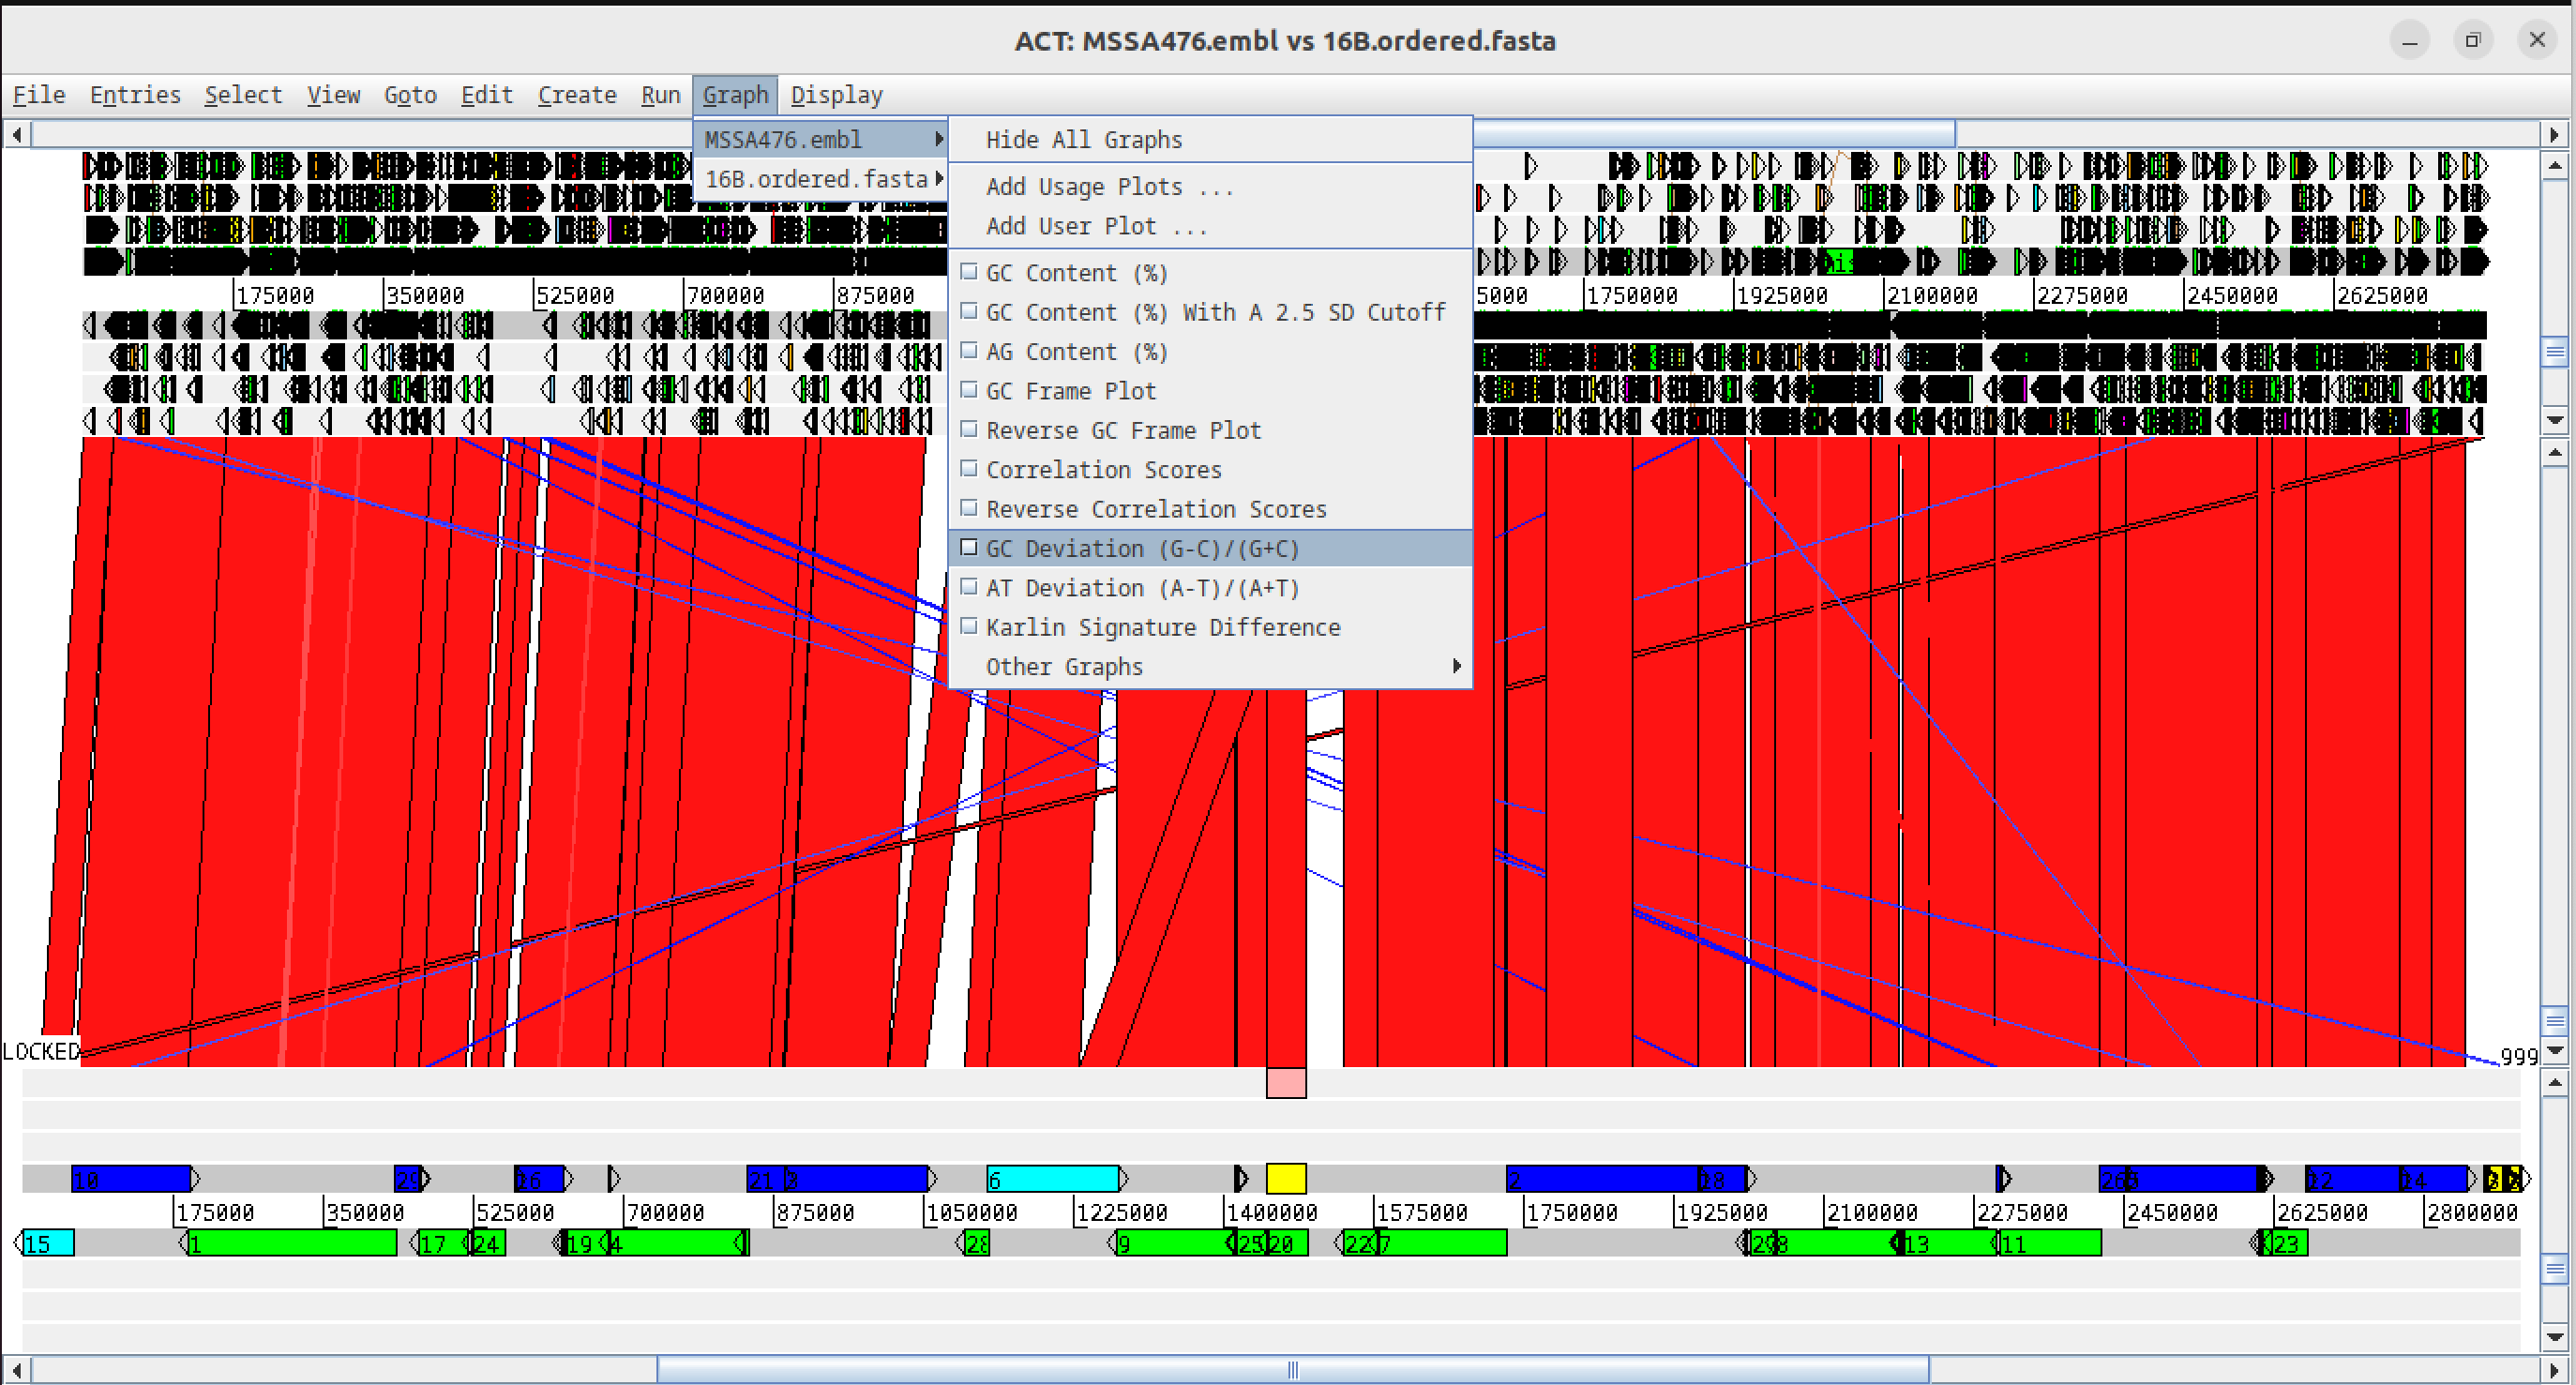 ACT: MSSA476.embl vs 16B.ordered.fasta
File Entries Select View Goto Edit Create Run Graph Display
MSSA476.embl
16B.ordered.fasta
Hide All Graphs
Add Usage Plots ...
Add User Plot ...
GC Content (%)
GC Content (%) With A 2.5 SD Cutoff
AG Content (%)
GC Frame Plot
Reverse GC Frame Plot
Correlation Scores
Reverse Correlation Scores
GC Deviation (G-C)/(G+C)
AT Deviation (A-T)/(A+T)
Karlin Signature Difference
Other Graphs
175000 350000 525000 700000 875000 5000 1750000 1925000 2100000 2275000 2450000 2625000
LOCKED 999
10 29 26 21 3 6 2 18 12 14
175000 350000 525000 700000 875000 1050000 1225000 1400000 1575000 1750000 1925000 2100000 2275000 2450000 2625000 2800000
15 1 17 24 19 4 28 9 25 20 22 7 8 13 11 23